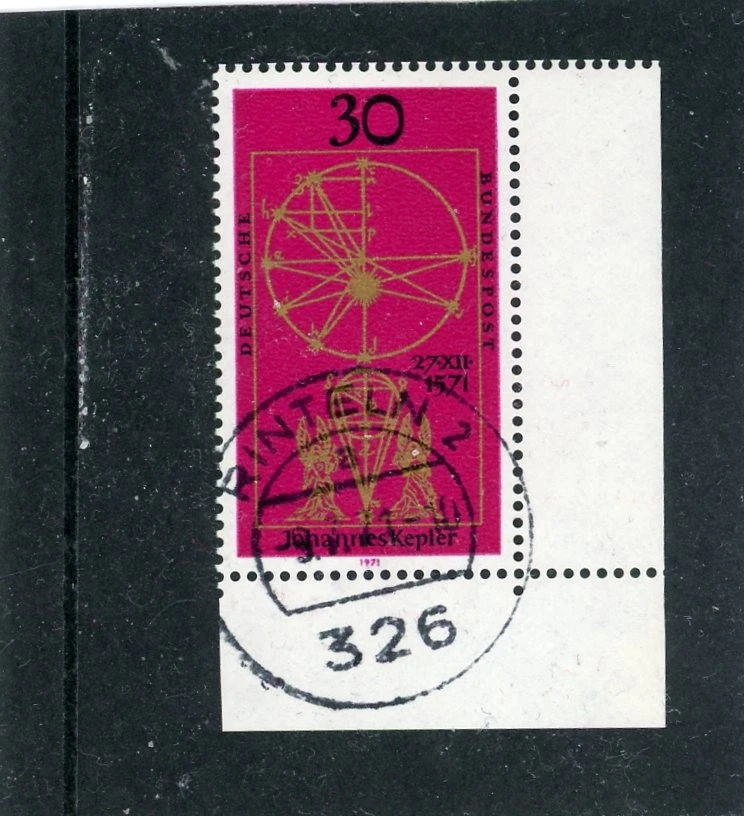 30
DEUTSCHE
BUNDESPOST
27·XII·
1571
Johannes Kepler
1971
RINTELN 2
326